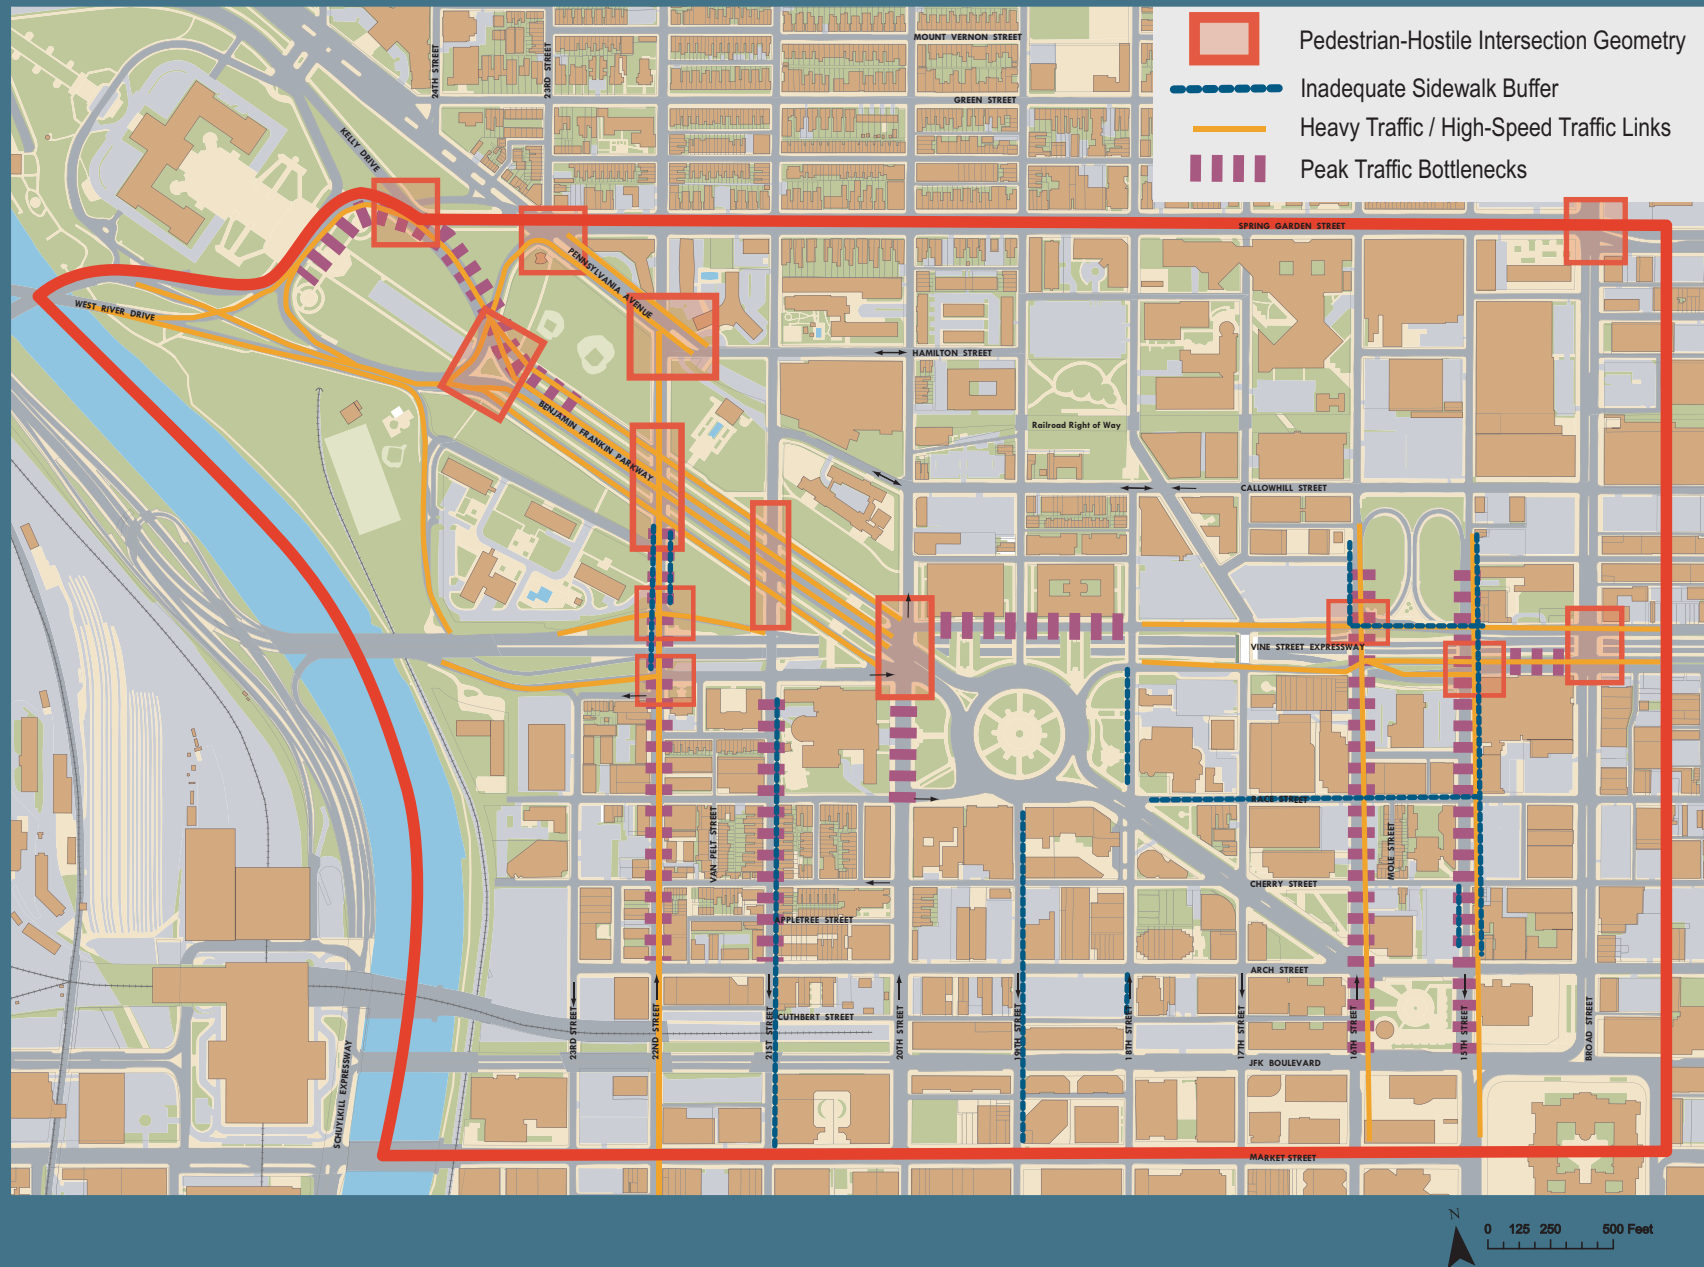 Pedestrian-Hostile Intersection Geometry
Inadequate Sidewalk Buffer
Heavy Traffic / High-Speed Traffic Links
Peak Traffic Bottlenecks
MOUNT VERNON STREET
24TH STREET
23RD STREET
GREEN STREET
KELLY DRIVE
SPRING GARDEN STREET
PENNSYLVANIA AVENUE
WEST RIVER DRIVE
HAMILTON STREET
BENJAMIN FRANKIN PARKWAY
Railroad Right of Way
CALLOWHILL STREET
VINE STREET EXPRESSWAY
RACE STREET
VAN PELT STREET
MOLE STREET
CHERRY STREET
APPLETREE STREET
ARCH STREET
CUTHBERT STREET
23RD STREET
22ND STREET
21ST STREET
20TH STREET
19TH STREET
18TH STREET
17TH STREET
16TH STREET
15TH STREET
BROAD STREET
JFK BOULEVARD
SCHUYLKILL EXPRESSWAY
MARKET STREET
N
0 125 250 500 Feet